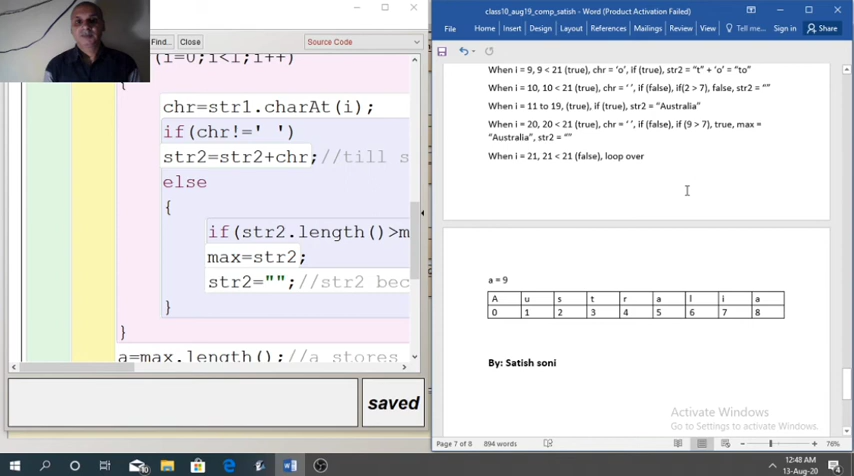 Find...
Close
Source Code
(i=0;i<l;i++)
{
chr=str1.charAt(i);
if(chr!=' ')
str2=str2+chr;//till s
else
{
if(str2.length()>m
max=str2;
str2="";//str2 bec
}
}
a=max.length();//a stores
saved
class10_aug19_comp_satish - Word (Product Activation Failed)
File Home Insert Design Layout References Mailings Review View Tell me... Sign in Share
When i = 9, 9 < 21 (true), chr = ‘o’, if (true), str2 = “t” + ‘o’ = “to”
When i = 10, 10 < 21 (true), chr = ‘ ’, if (false), if(2 > 7), false, str2 = “”
When i = 11 to 19, (true), if (true), str2 = “Australia”
When i = 20, 20 < 21 (true), chr = ‘ ’, if (false), if (9 > 7), true, max =
“Australia”, str2 = “”
When i = 21, 21 < 21 (false), loop over
a = 9
A u s t r a l i a
0 1 2 3 4 5 6 7 8
By: Satish soni
Activate Windows
Go to Settings to activate Windows.
Page 7 of 8 894 words
76%
10
12:48 AM
13-Aug-20
4